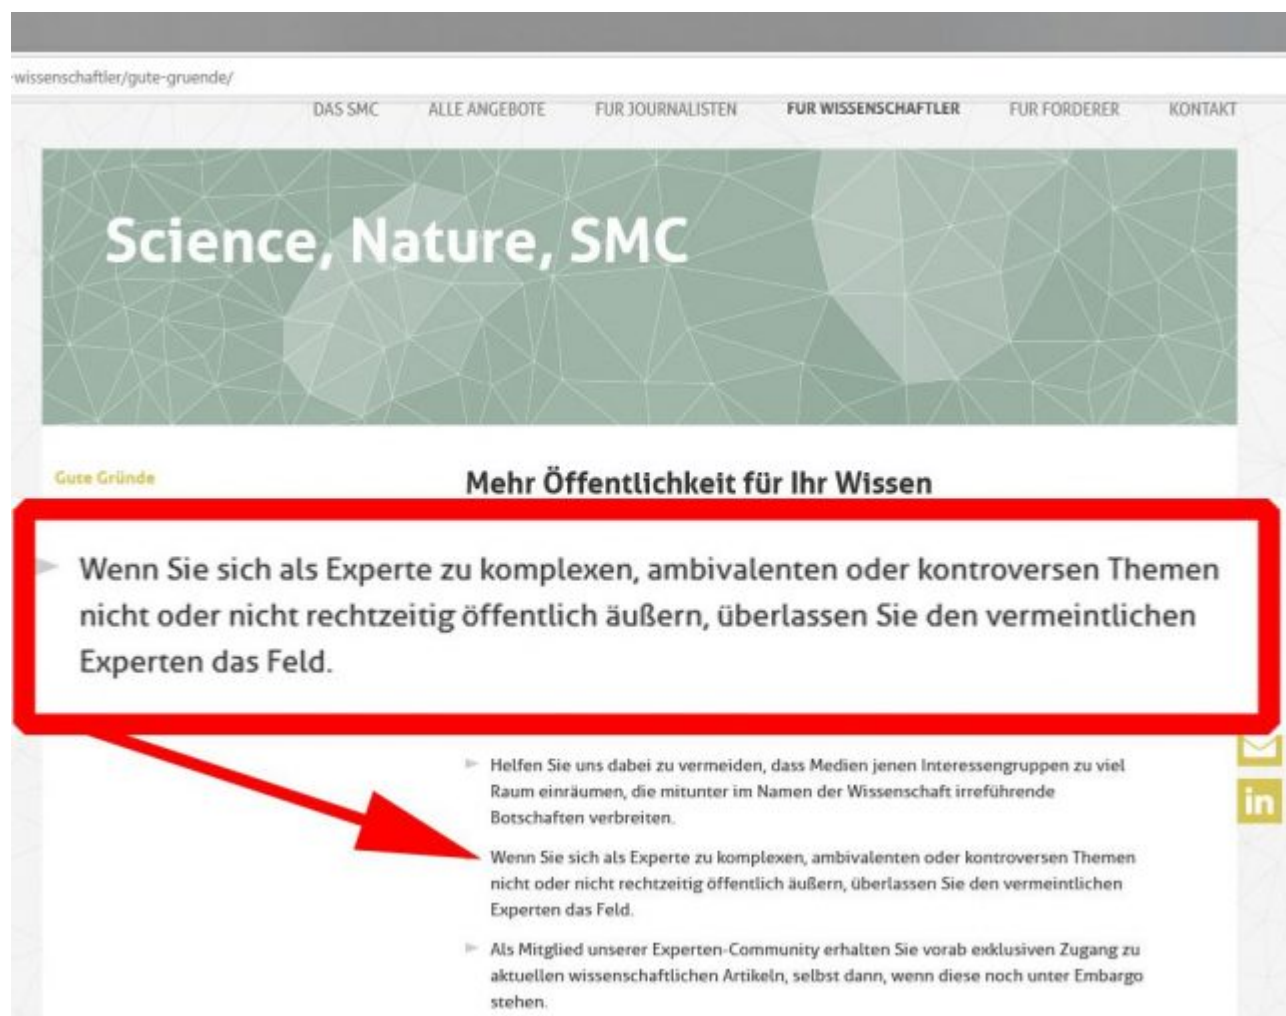 -wissenschaftler/gute-gruende/
DAS SMC ALLE ANGEBOTE FÜR JOURNALISTEN FÜR WISSENSCHAFTLER FÜR FÖRDERER KONTAKT
Science, Nature, SMC
Gute Gründe
Mehr Öffentlichkeit für Ihr Wissen
Wenn Sie sich als Experte zu komplexen, ambivalenten oder kontroversen Themen
nicht oder nicht rechtzeitig öffentlich äußern, überlassen Sie den vermeintlichen
Experten das Feld.
Helfen Sie uns dabei zu vermeiden, dass Medien jenen Interessengruppen zu viel
Raum einräumen, die mitunter im Namen der Wissenschaft irreführende
Botschaften verbreiten.
Wenn Sie sich als Experte zu komplexen, ambivalenten oder kontroversen Themen
nicht oder nicht rechtzeitig öffentlich äußern, überlassen Sie den vermeintlichen
Experten das Feld.
Als Mitglied unserer Experten-Community erhalten Sie vorab exklusiven Zugang zu
aktuellen wissenschaftlichen Artikeln, selbst dann, wenn diese noch unter Embargo
stehen.
in